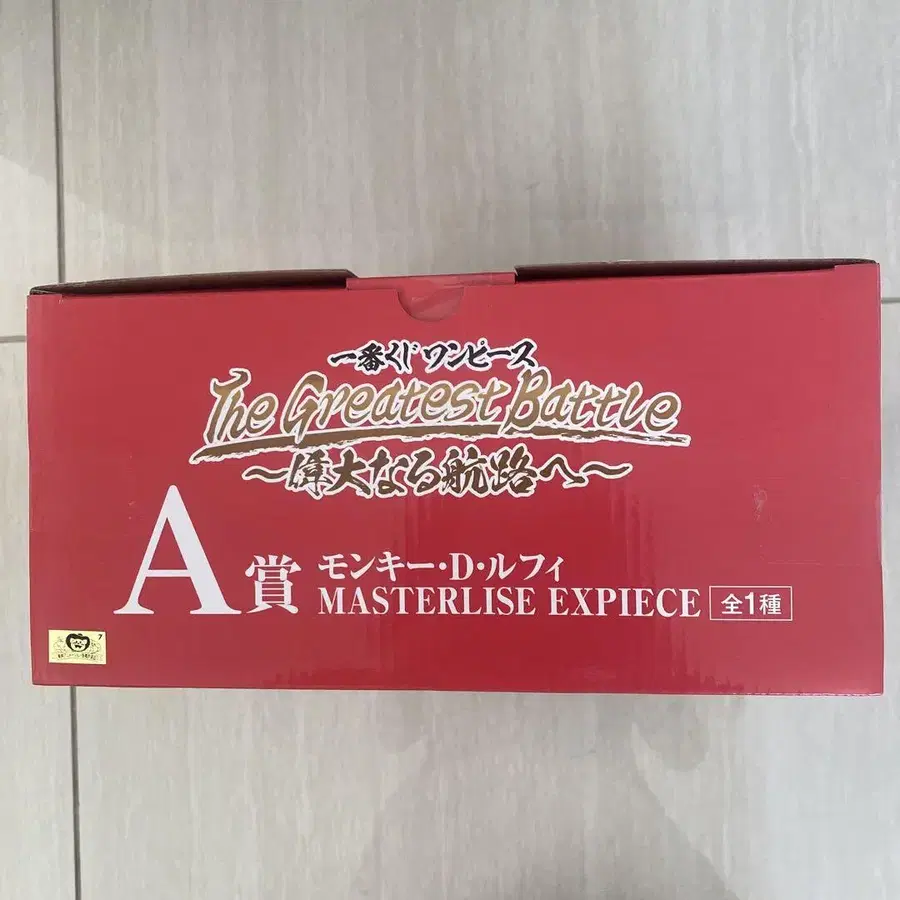 一番くじ ワンピース
The Greatest Battle
〜偉大なる航路へ〜
A賞 モンキー・D・ルフィ
MASTERLISE EXPIECE 全1種
7